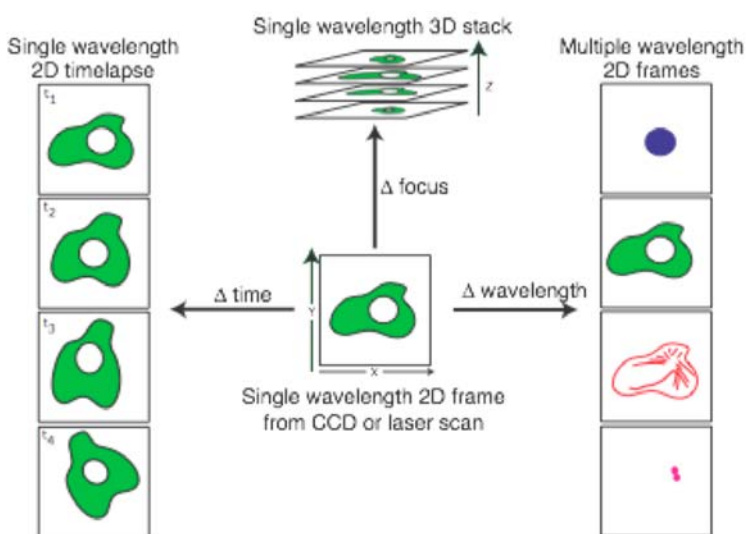 Single wavelength 3D stack
Single wavelength
2D timelapse
Multiple wavelength
2D frames
t1
t2
t3
t4
Z
Δ focus
Δ time
Δ wavelength
Y
X
Single wavelength 2D frame
from CCD or laser scan